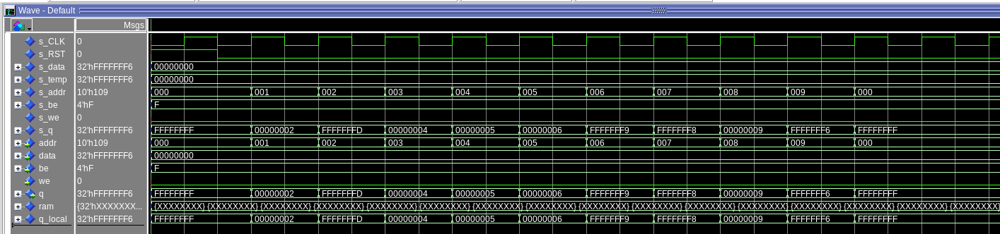 Wave - Default
Msgs
s_CLK 0
s_RST 0
s_data 32'hFFFFFFF6 00000000
s_temp 32'hFFFFFFF6 00000000
s_addr 10'h109 000 001 002 003 004 005 006 007 008 009 000
s_be 4'hF F
s_we 0
s_q 32'hFFFFFFF6 FFFFFFFF 00000002 FFFFFFFD 00000004 00000005 00000006 FFFFFFF9 FFFFFFF8 00000009 FFFFFFF6 FFFFFFFF
addr 10'h109 000 001 002 003 004 005 006 007 008 009 000
data 32'hFFFFFFF6 00000000
be 4'hF F
we 0
q 32'hFFFFFFF6 FFFFFFFF 00000002 FFFFFFFD 00000004 00000005 00000006 FFFFFFF9 FFFFFFF8 00000009 FFFFFFF6 FFFFFFFF
ram {32'hXXXXXXX... {XXXXXXXX} {XXXXXXXX} {XXXXXXXX} {XXXXXXXX} {XXXXXXXX} {XXXXXXXX} {XXXXXXXX} {XXXXXXXX} {XXXXXXXX} {XXXXXXXX} {XXXXXXXX} {XXXXXXXX} {XXXXXXXX} {XXXXXXXX} {XXXXXXXX} {XXXXXXXX
q_local 32'hFFFFFFF6 FFFFFFFF 00000002 FFFFFFFD 00000004 00000005 00000006 FFFFFFF9 FFFFFFF8 00000009 FFFFFFF6 FFFFFFFF